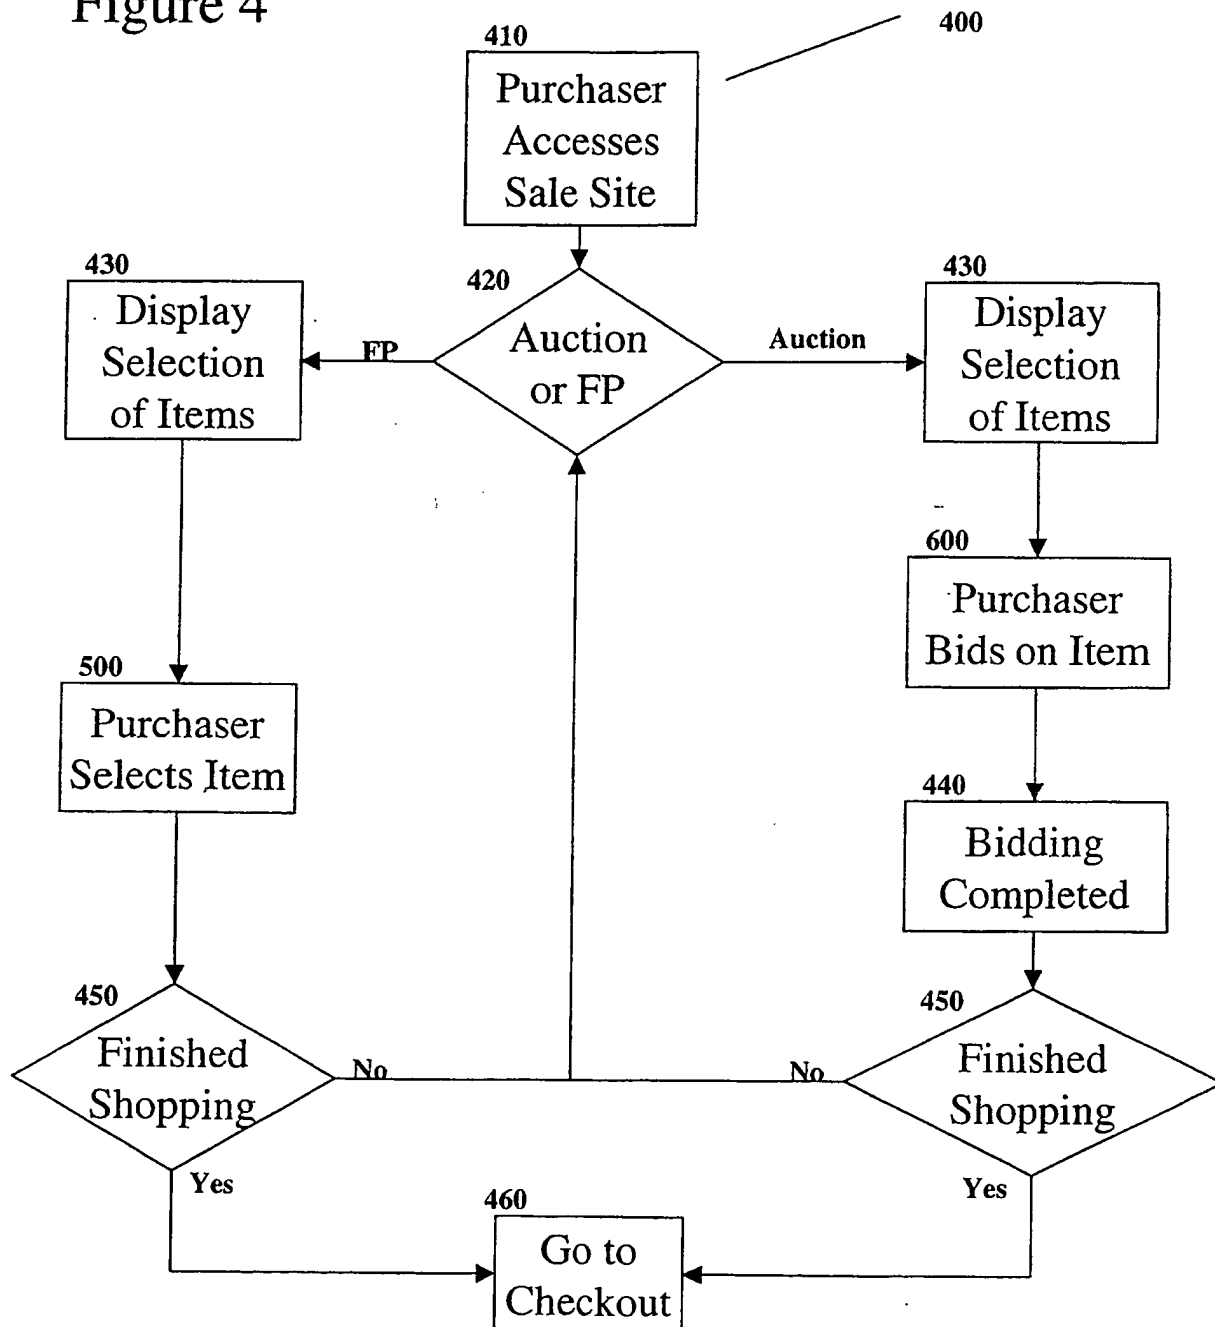 Figure 4
400
410
Purchaser
Accesses
Sale Site
420
Auction
or FP
FP
Auction
430
Display
Selection
of Items
430
Display
Selection
of Items
600
Purchaser
Bids on Item
500
Purchaser
Selects Item
440
Bidding
Completed
450
Finished
Shopping
No
Yes
450
Finished
Shopping
No
Yes
460
Go to
Checkout